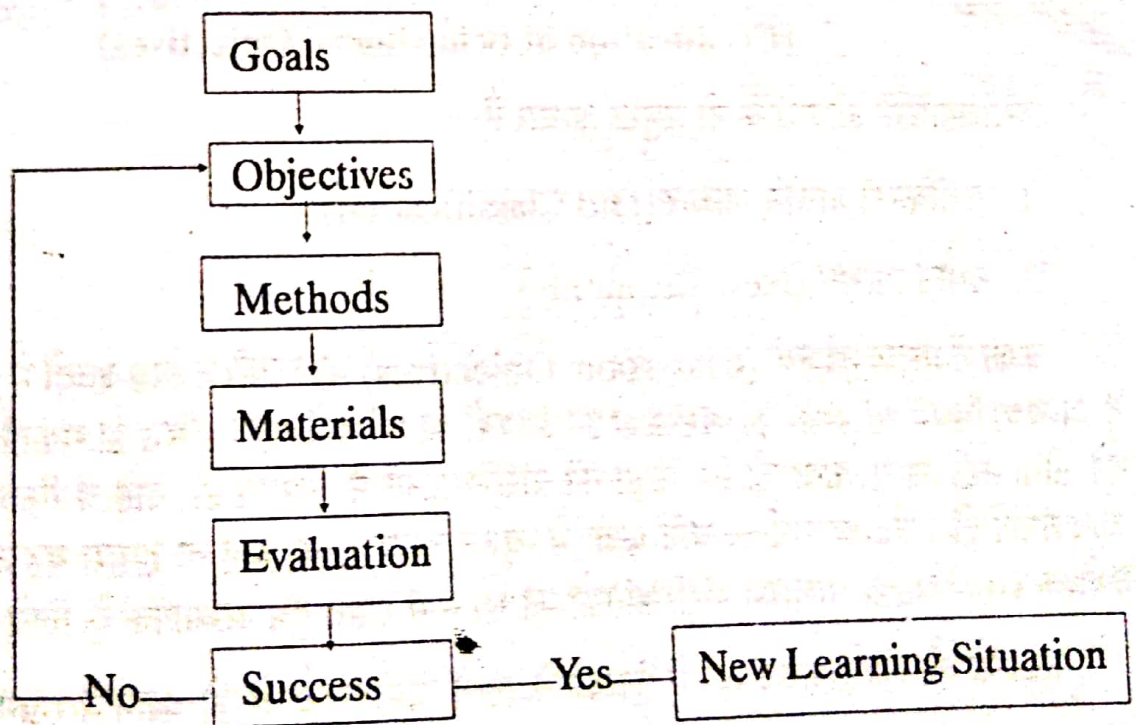 Goals
Objectives
Methods
Materials
Evaluation
No Success Yes New Learning Situation